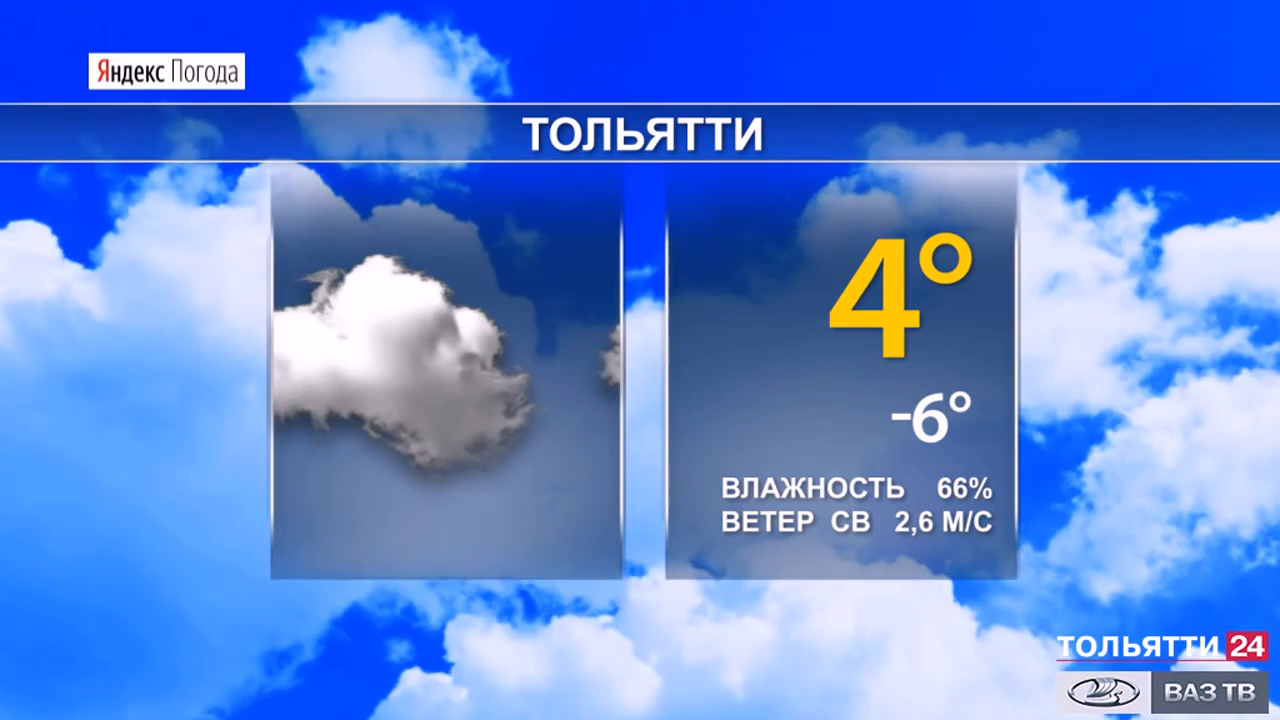 Яндекс Погода
ТОЛЬЯТТИ
4°
-6°
ВЛАЖНОСТЬ 66%
ВЕТЕР СВ 2,6 М/С
ТОЛЬЯТТИ 24
ВАЗ ТВ